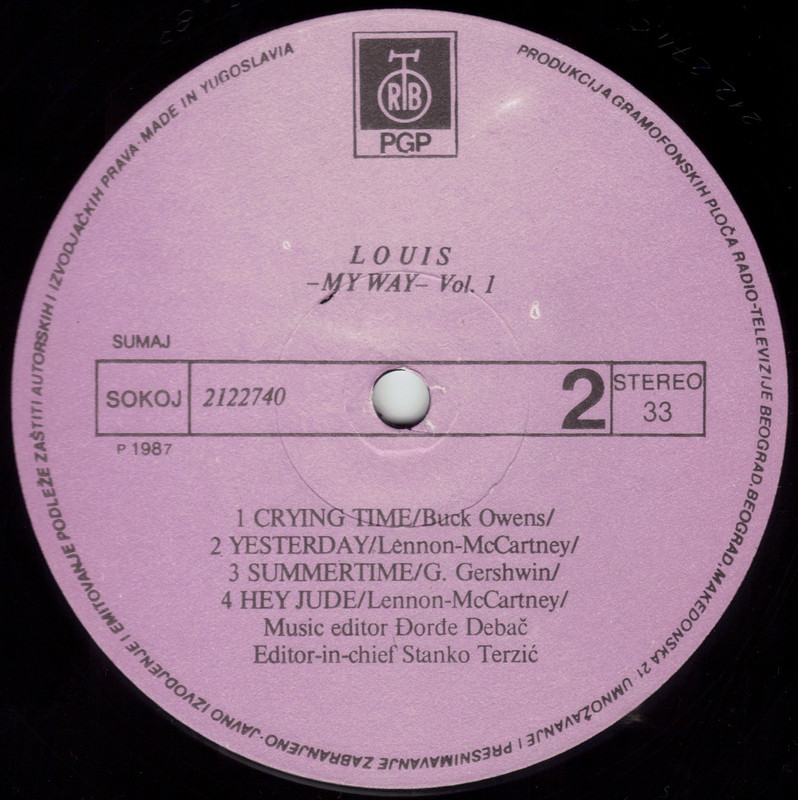 RTB
PGP
PRODUKCIJA GRAMOFONSKIH PLOČA RADIO-TELEVIZIJE BEOGRAD. BEOGRAD. MAKEDONSKA 21 · UMNOŽAVANJE I PRESNIMAVANJE ZABRANJENO · JAVNO IZVODJENJE I EMITOVANJE PODLEŽE ZAŠTITI AUTORSKIH I IZVODJAČKIH PRAVA · MADE IN YUGOSLAVIA
LOUIS
–MY WAY– Vol. 1
SUMAJ
SOKOJ 2122740 2 STEREO
33
P 1987
1 CRYING TIME/Buck Owens/
2 YESTERDAY/Lennon-McCartney/
3 SUMMERTIME/G. Gershwin/
4 HEY JUDE/Lennon-McCartney/
Music editor Đorđe Debač
Editor-in-chief Stanko Terzić